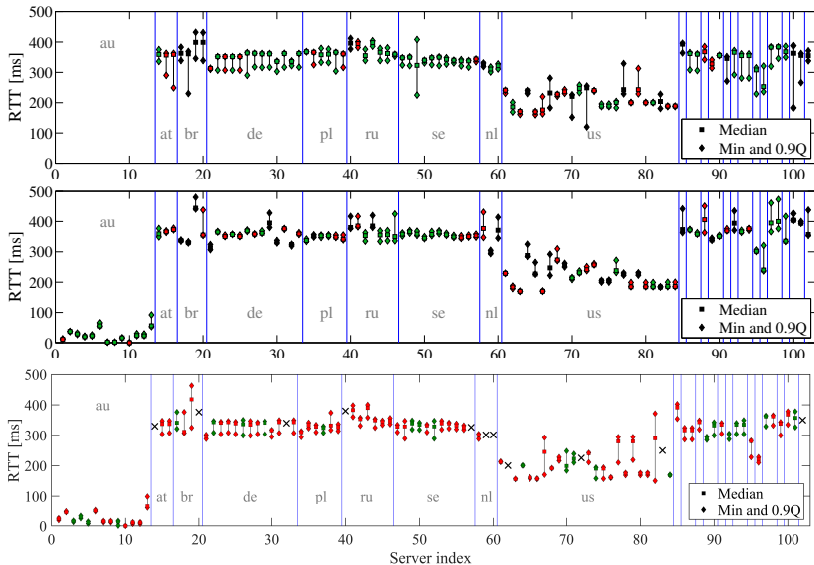 500
400
300
200
100
0
RTT [ms]
au
at
br
de
pl
ru
se
nl
us
Median
Min and 0.9Q
0 10 20 30 40 50 60 70 80 90 100
500
400
300
200
100
0
RTT [ms]
au
at
br
de
pl
ru
se
nl
us
Median
Min and 0.9Q
0 10 20 30 40 50 60 70 80 90 100
500
400
300
200
100
0
RTT [ms]
au
at
br
de
pl
ru
se
nl
us
Median
Min and 0.9Q
0 10 20 30 40 50 60 70 80 90 100
Server index